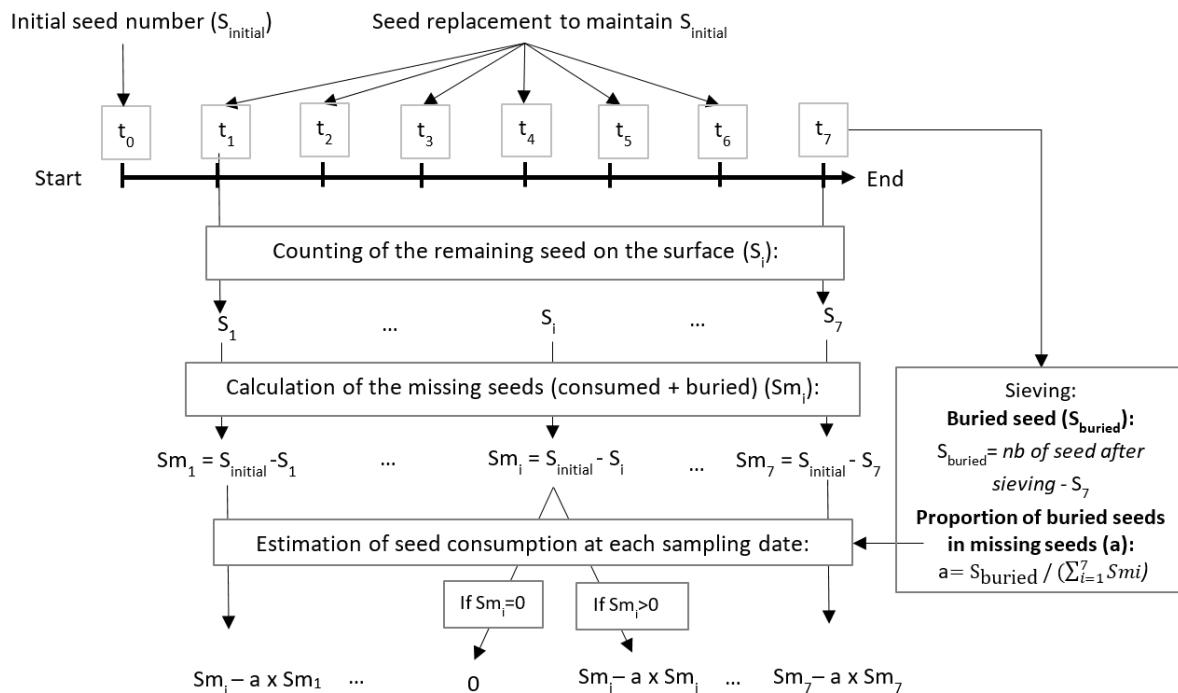 Initial seed number (S_initial)
Seed replacement to maintain S_initial
t_0
t_1
t_2
t_3
t_4
t_5
t_6
t_7
Start
End
Counting of the remaining seed on the surface (S_i):
S_1 ... S_i ... S_7
Calculation of the missing seeds (consumed + buried) (Sm_i):
Sm_1 = S_initial -S_1 ... Sm_i = S_initial - S_i ... Sm_7 = S_initial - S_7
Sieving:
Buried seed (S_buried):
S_buried= nb of seed after
sieving - S_7
Proportion of buried seeds
in missing seeds (a):
a= S_buried / (∑_{i=1}^7 Smi)
Estimation of seed consumption at each sampling date:
If Sm_i=0
If Sm_i>0
Sm_i – a x Sm_1 ... 0 Sm_i – a x Sm_i ... Sm_7 – a x Sm_7